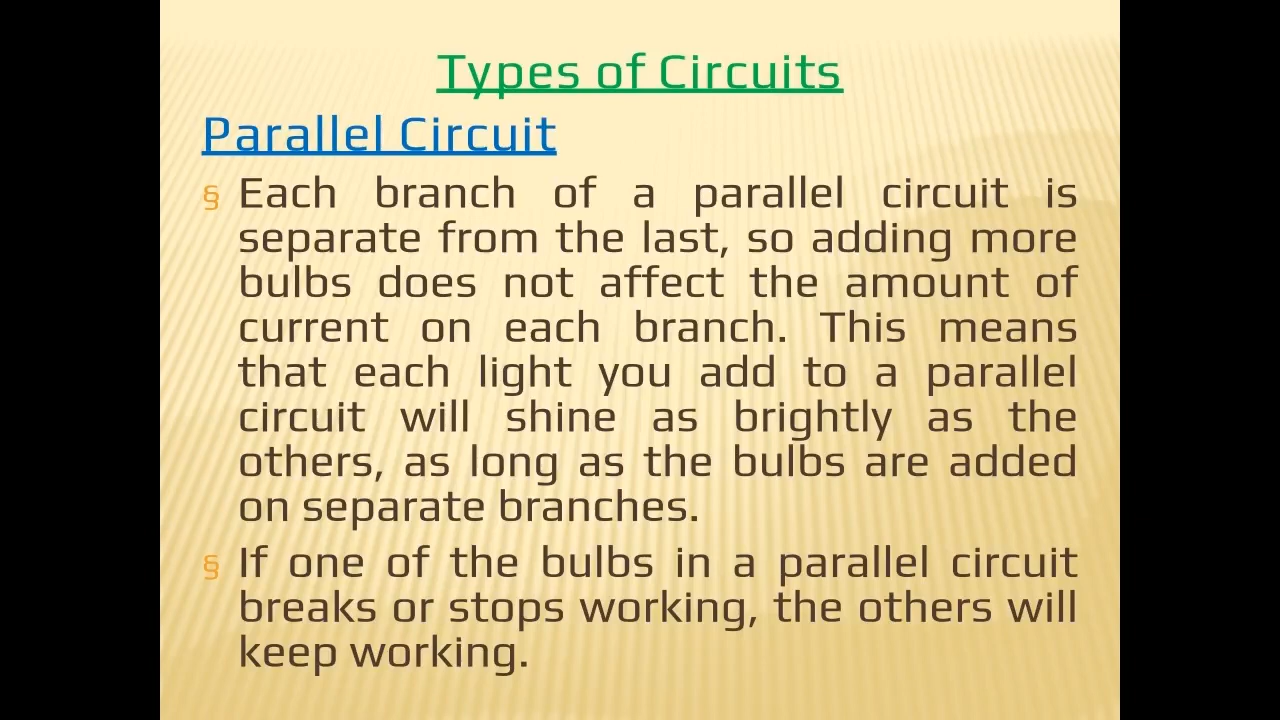 Types of Circuits
Parallel Circuit
§ Each branch of a parallel circuit is
separate from the last, so adding more
bulbs does not affect the amount of
current on each branch. This means
that each light you add to a parallel
circuit will shine as brightly as the
others, as long as the bulbs are added
on separate branches.
§ If one of the bulbs in a parallel circuit
breaks or stops working, the others will
keep working.